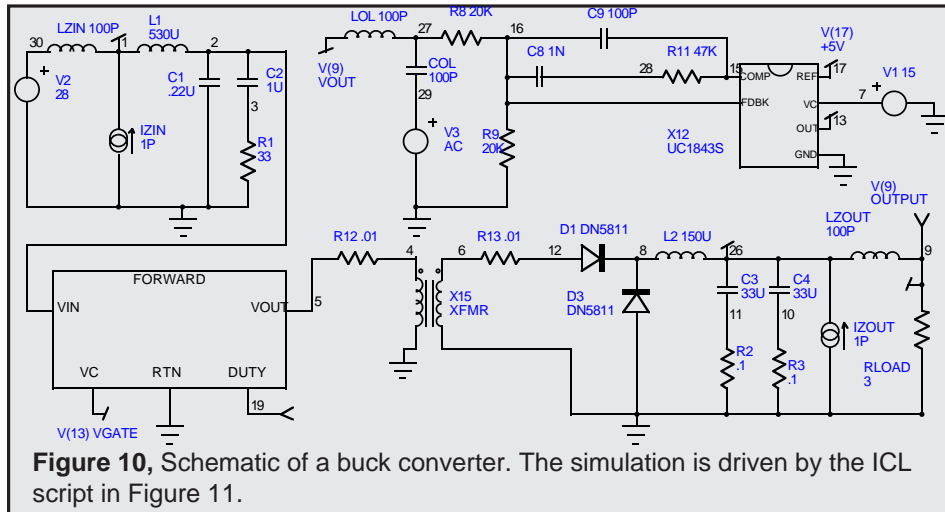 LZIN 100P
L1
530U
30
1
2
V2
28
IZIN
1P
C1
.22U
C2
1U
3
R1
33
LOL 100P
27
R8 20K
16
C9 100P
V(9)
VOUT
COL
100P
29
V3
AC
C8 1N
28
R11 47K
R9
20K
15
COMP
FDBK
REF
VC
OUT
GND
X12
UC1843S
V(17)
+5V
17
7
13
V1 15
FORWARD
VIN
VOUT
5
VC
RTN
DUTY
19
V(13) VGATE
R12 .01
4
6
X15
XFMR
R13 .01
12
D1 DN5811
8
D3
DN5811
L2 150U
26
C3
33U
11
R2
.1
C4
33U
10
R3
.1
IZOUT
1P
LZOUT
100P
V(9)
OUTPUT
9
RLOAD
3
Figure 10, Schematic of a buck converter. The simulation is driven by the ICL
script in Figure 11.